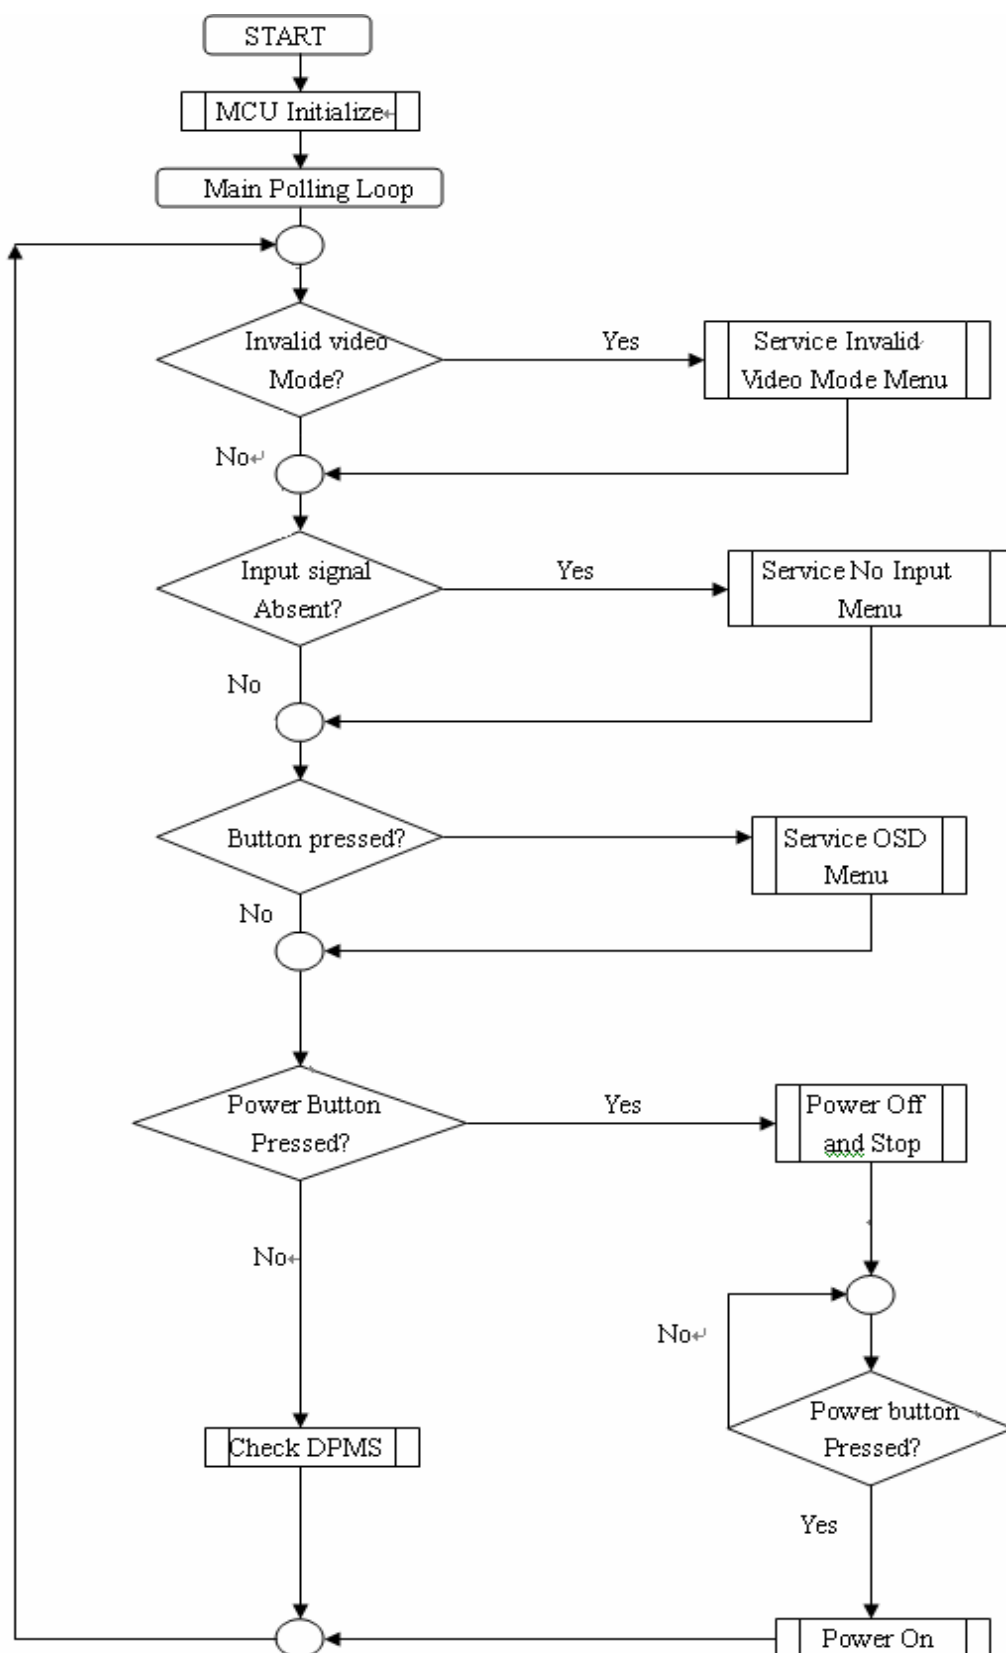 START
MCU Initialize
Main Polling Loop
Invalid video
Mode?
Yes
Service Invalid
Video Mode Menu
No
Input signal
Absent?
Yes
Service No Input
Menu
No
Button pressed?
Service OSD
Menu
No
Power Button
Pressed?
Yes
Power Off
and Stop
No
No
Power button
Pressed?
Check DPMS
Yes
Power On